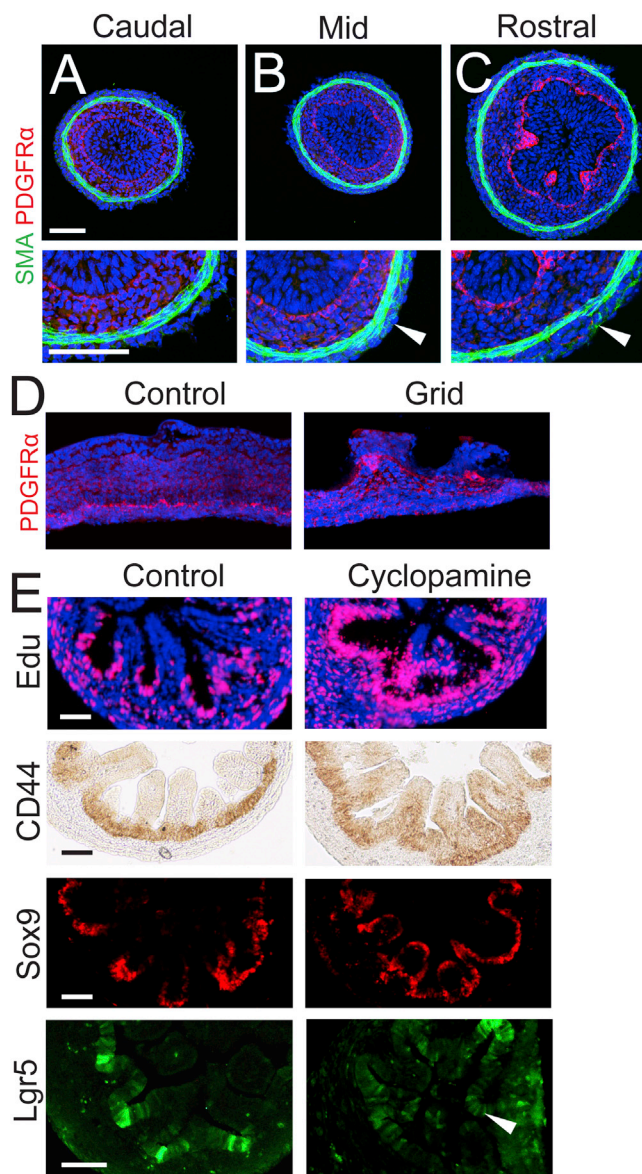 Caudal Mid Rostral
A B C
SMA PDGFRα
D Control Grid
PDGFRα
E Control Cyclopamine
Edu
CD44
Sox9
Lgr5